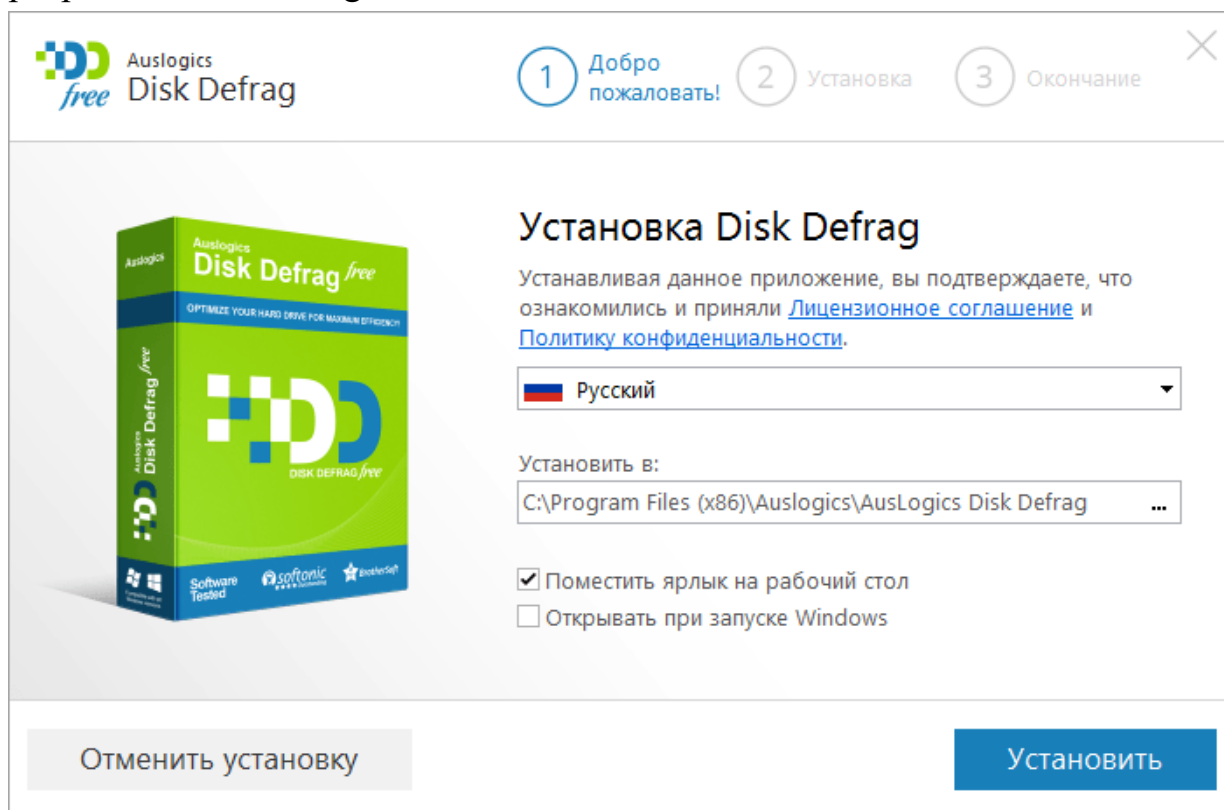 Auslogics
Disk Defrag
free
1
Добро
пожаловать!
2
Установка
3
Окончание
Auslogics
Auslogics
Disk Defrag free
OPTIMIZE YOUR HARD DRIVE FOR MAXIMUM EFFICIENCY
Auslogics
Disk Defrag free
DISK DEFRAG free
Software
Tested
softonic
BrotherSoft
Установка Disk Defrag
Устанавливая данное приложение, вы подтверждаете, что
ознакомились и приняли Лицензионное соглашение и
Политику конфиденциальности.
Русский
Установить в:
C:\Program Files (x86)\Auslogics\AusLogics Disk Defrag ...
Поместить ярлык на рабочий стол
Открывать при запуске Windows
Отменить установку
Установить